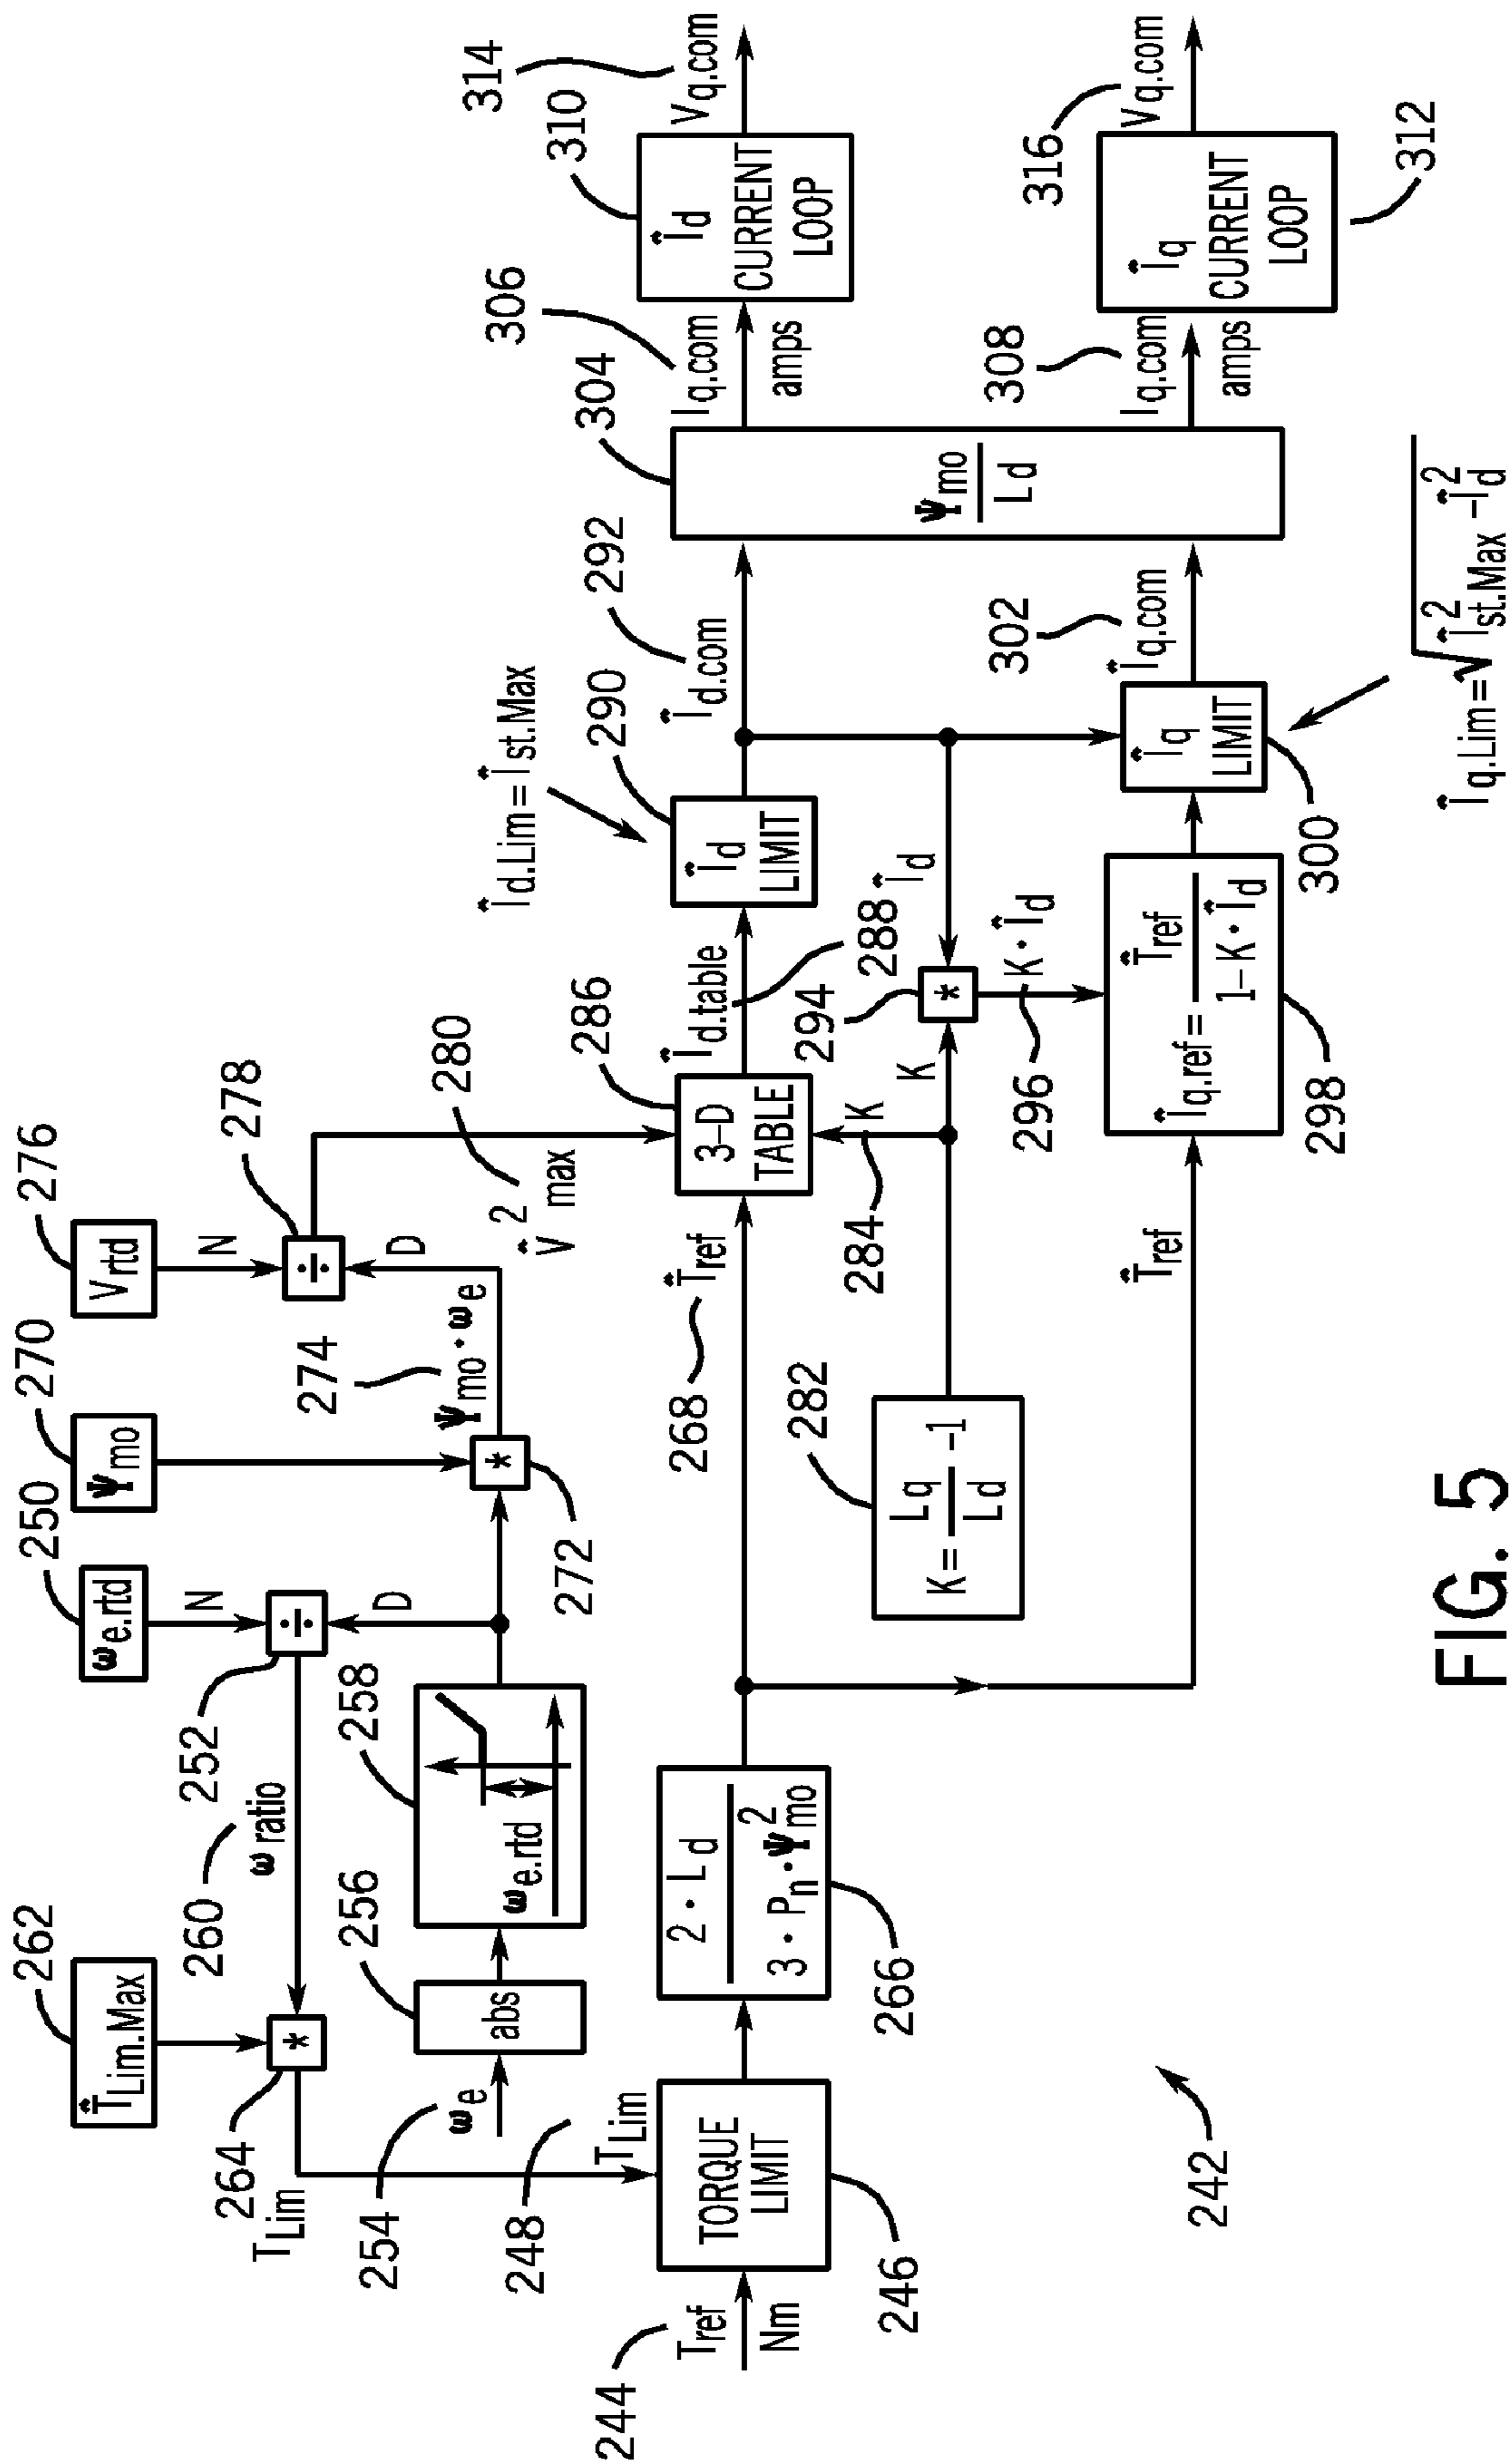 262
T̂Lim.Max
264
TLim
260
ωratio
250
ωe.rtd
N
÷
D
252
270
Ψmo
272
*
274
Ψmo · ωe
276
Vrtd
N
÷
D
278
280
V̂²max
254
ωe
256
abs
258
ωe.rtd
248
TLim
244
Tref
Nm
TORQUE
LIMIT
246
2 · Ld
3 · Pn · Ψ²mo
266
268
T̂ref
3-D
TABLE
286
Îd.table
288
Îd.Lim = Îst.Max
Îd
LIMIT
290
Îd.com
292
282
K = Lq/Ld −1
284
K
K
294
*
Îd
296
K · Îd
T̂ref
Îq.ref = T̂ref / 1− K · Îd
298
Îq
LIMIT
300
Îq.Lim = √Î²st.Max − Î²d
302
Îq.com
304
Ψmo
Ld
306
Iq.com
amps
308
Iq.com
amps
310
Îd
CURRENT
LOOP
312
Îq
CURRENT
LOOP
314
Vq.com
316
Vq.com
*
242
FIG. 5